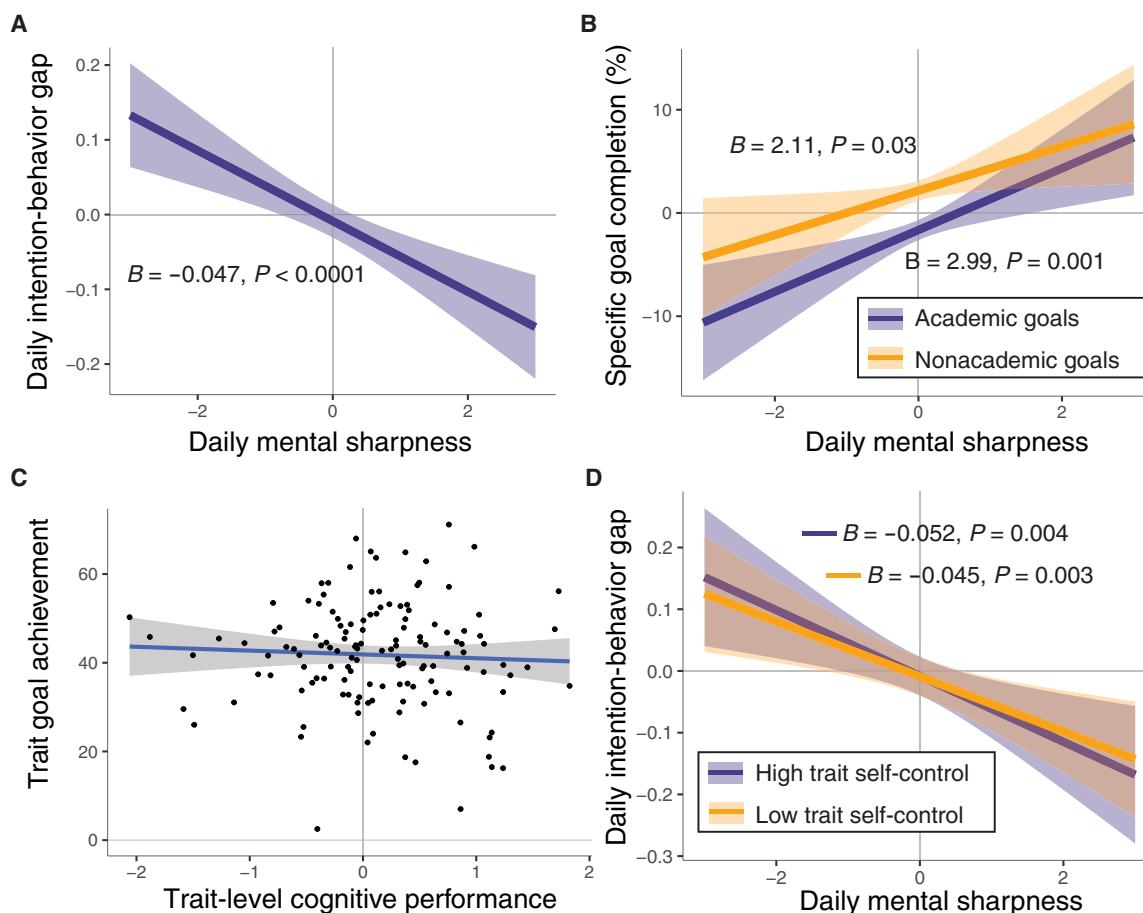 A
Daily intention-behavior gap
0.2
0.1
0.0
−0.1
−0.2
B = −0.047, P < 0.0001
−2
0
2
Daily mental sharpness
B
Specific goal completion (%)
10
0
−10
B = 2.11, P = 0.03
B = 2.99, P = 0.001
Academic goals
Nonacademic goals
−2
0
2
Daily mental sharpness
C
Trait goal achievement
60
40
20
0
−2
−1
0
1
2
Trait-level cognitive performance
D
Daily intention-behavior gap
0.2
0.1
0.0
−0.1
−0.2
−0.3
B = −0.052, P = 0.004
B = −0.045, P = 0.003
High trait self-control
Low trait self-control
−2
0
2
Daily mental sharpness